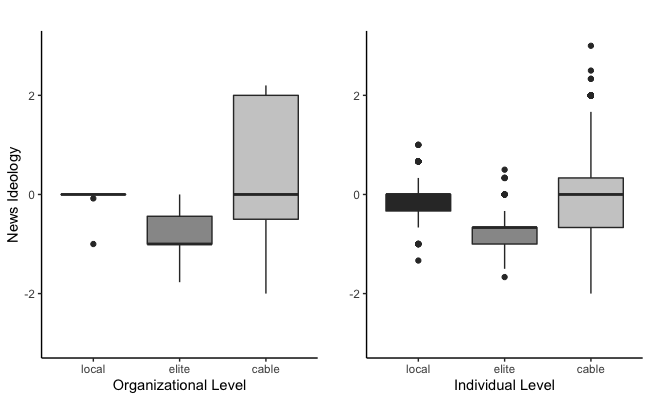 News Ideology
2
0
-2
local elite cable
Organizational Level
2
0
-2
local elite cable
Individual Level